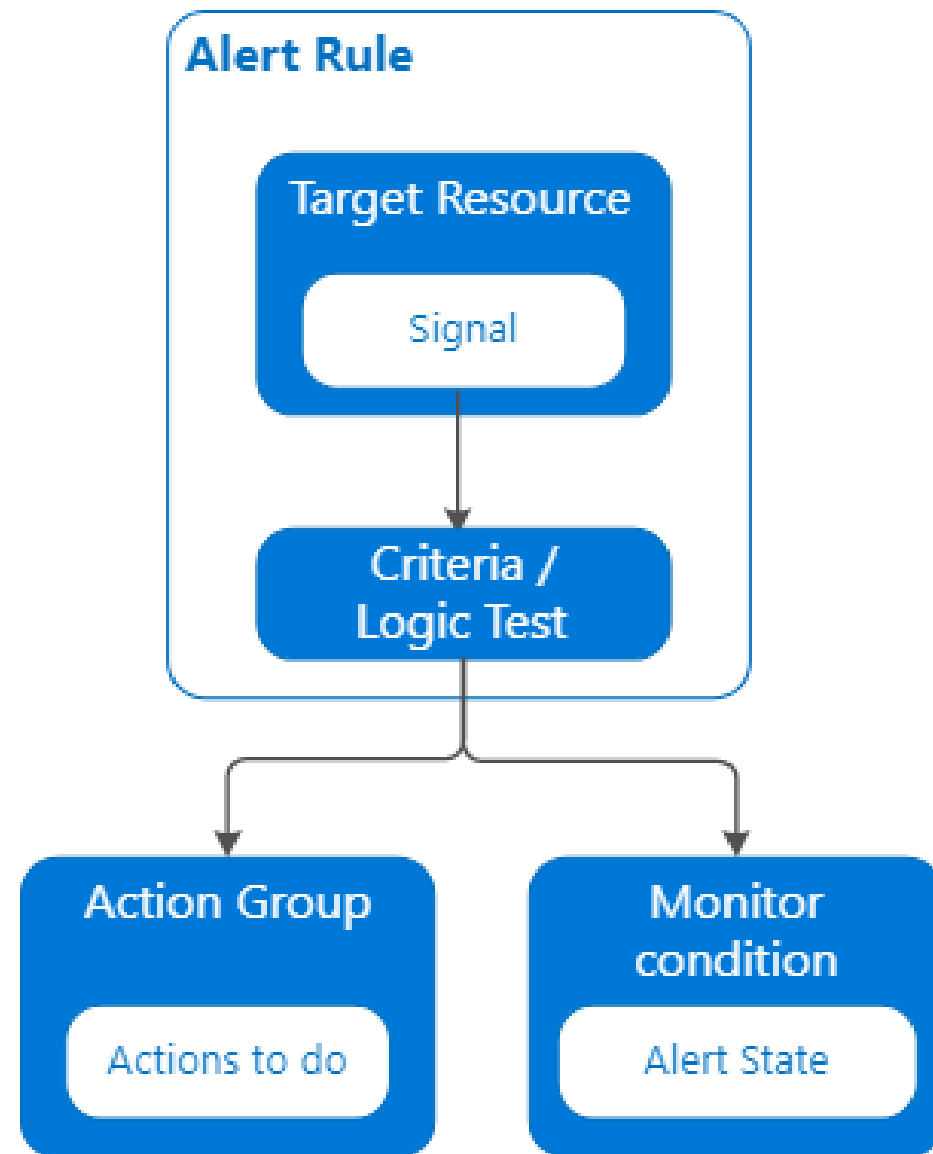 Alert Rule
Target Resource
Signal
Criteria /
Logic Test
Action Group
Actions to do
Monitor
condition
Alert State